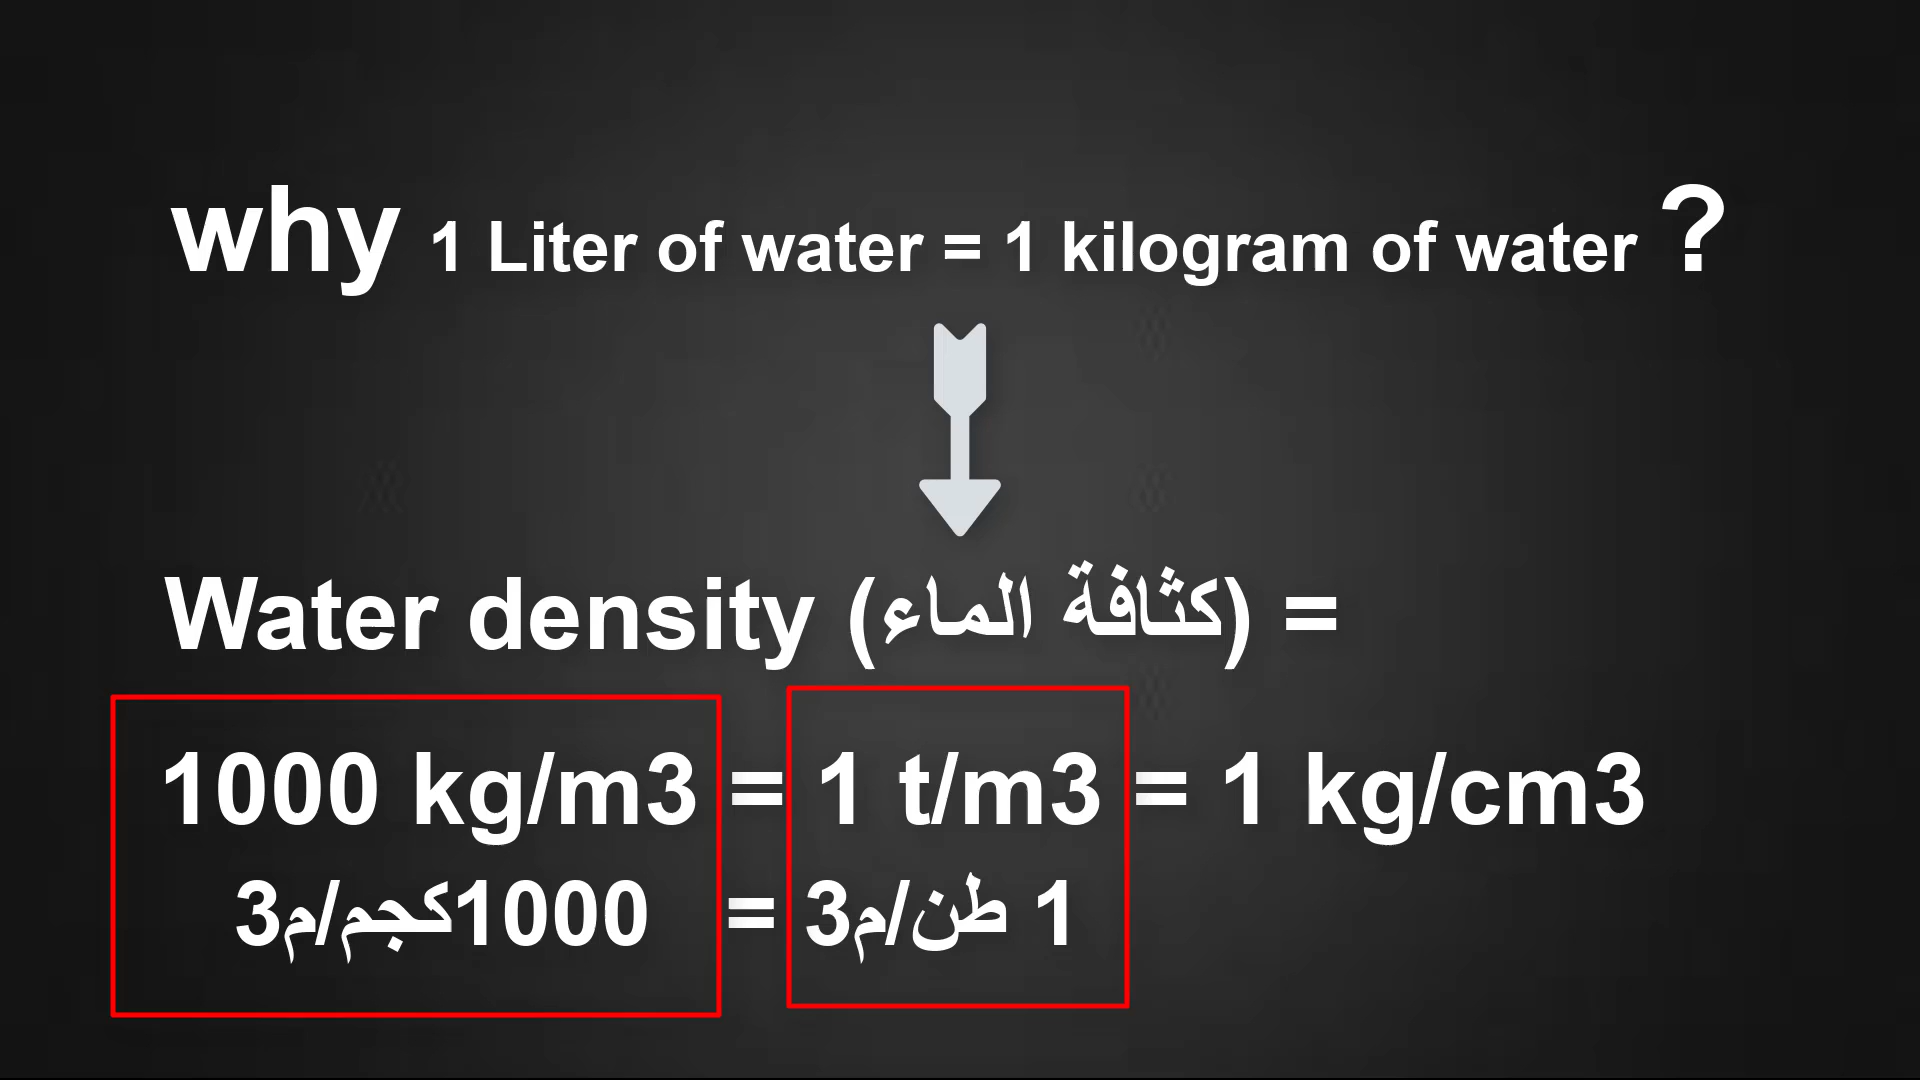 why 1 Liter of water = 1 kilogram of water ?
Water density (كثافة الماء) =
1000 kg/m3 = 1 t/m3 = 1 kg/cm3
1000كجم/م3 = 1 طن/م3